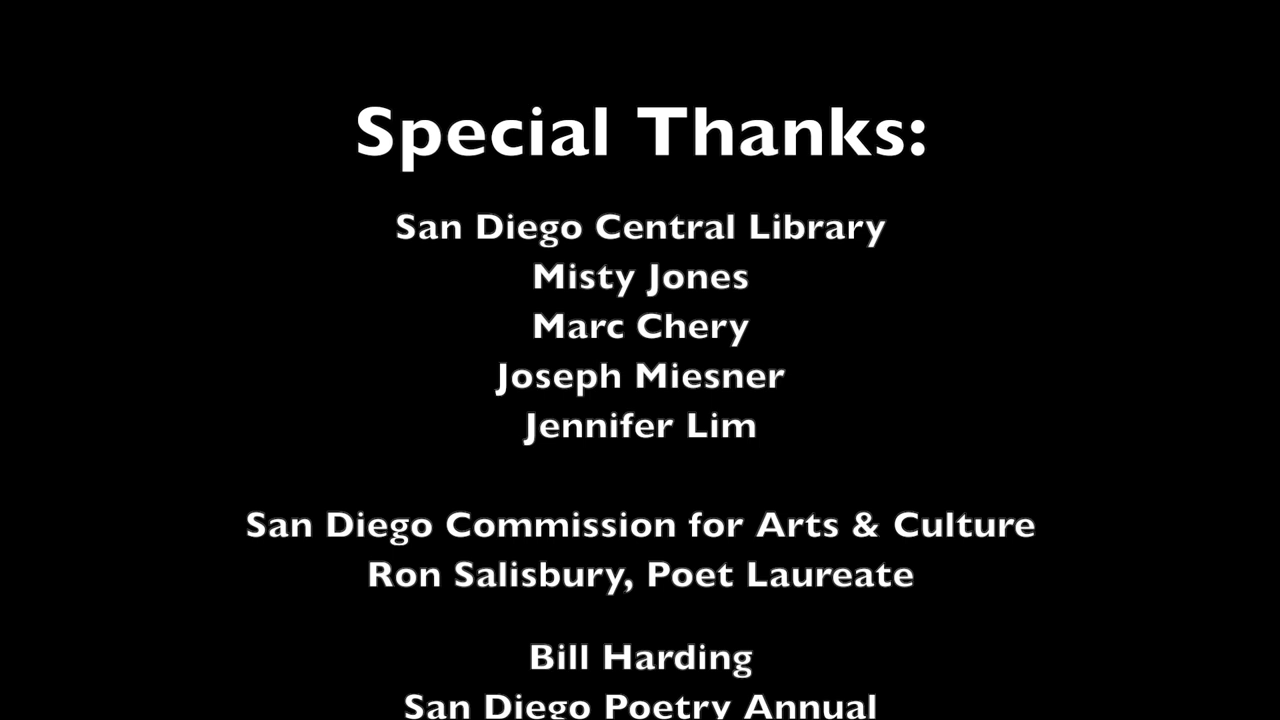 Special Thanks:
San Diego Central Library
Misty Jones
Marc Chery
Joseph Miesner
Jennifer Lim
San Diego Commission for Arts & Culture
Ron Salisbury, Poet Laureate
Bill Harding
San Diego Poetry Annual